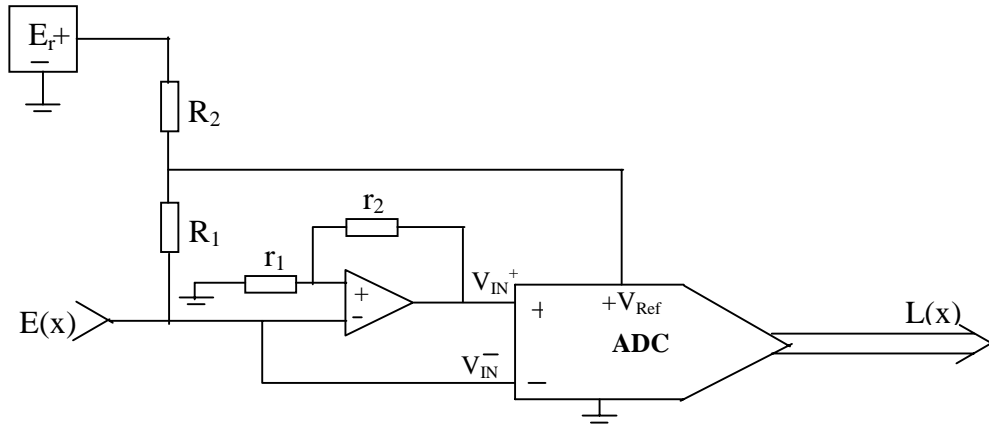 Er+
−
R2
R1
r2
r1
+
−
VIN+
VIN−
E(x)
+
−
+VRef
ADC
L(x)